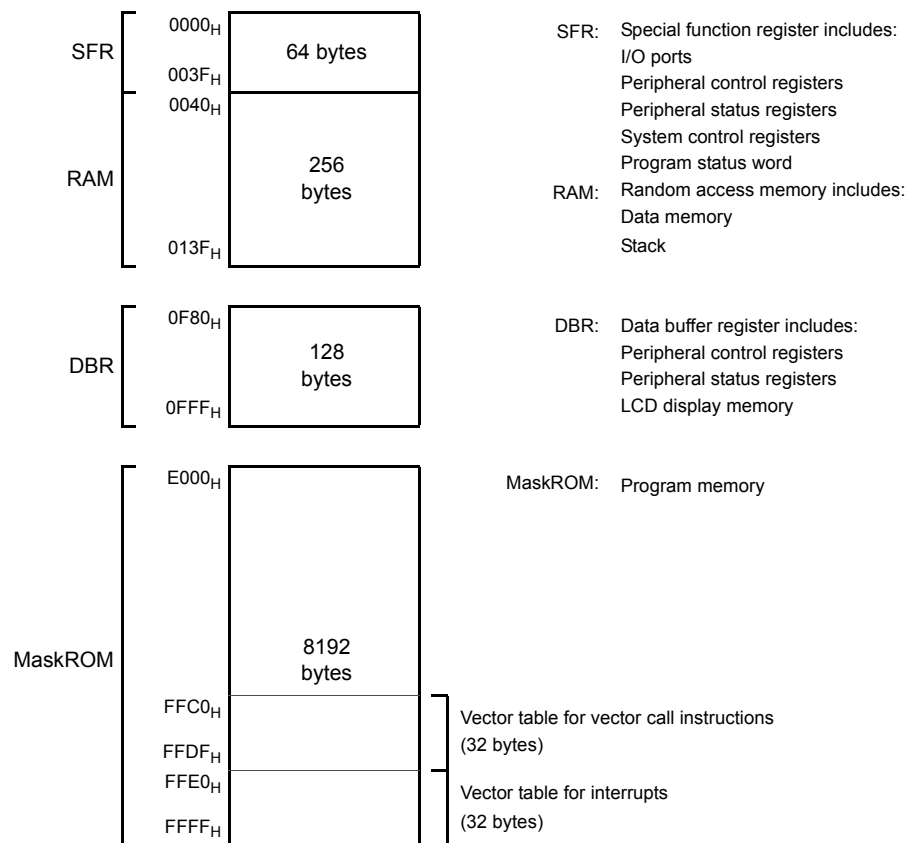 0000H
SFR
64 bytes
003FH
0040H
RAM
256
bytes
013FH
SFR: Special function register includes:
I/O ports
Peripheral control registers
Peripheral status registers
System control registers
Program status word
RAM: Random access memory includes:
Data memory
Stack
0F80H
DBR
128
bytes
0FFFH
DBR: Data buffer register includes:
Peripheral control registers
Peripheral status registers
LCD display memory
E000H
MaskROM: Program memory
MaskROM
8192
bytes
FFC0H
Vector table for vector call instructions
(32 bytes)
FFDFH
FFE0H
Vector table for interrupts
(32 bytes)
FFFFH